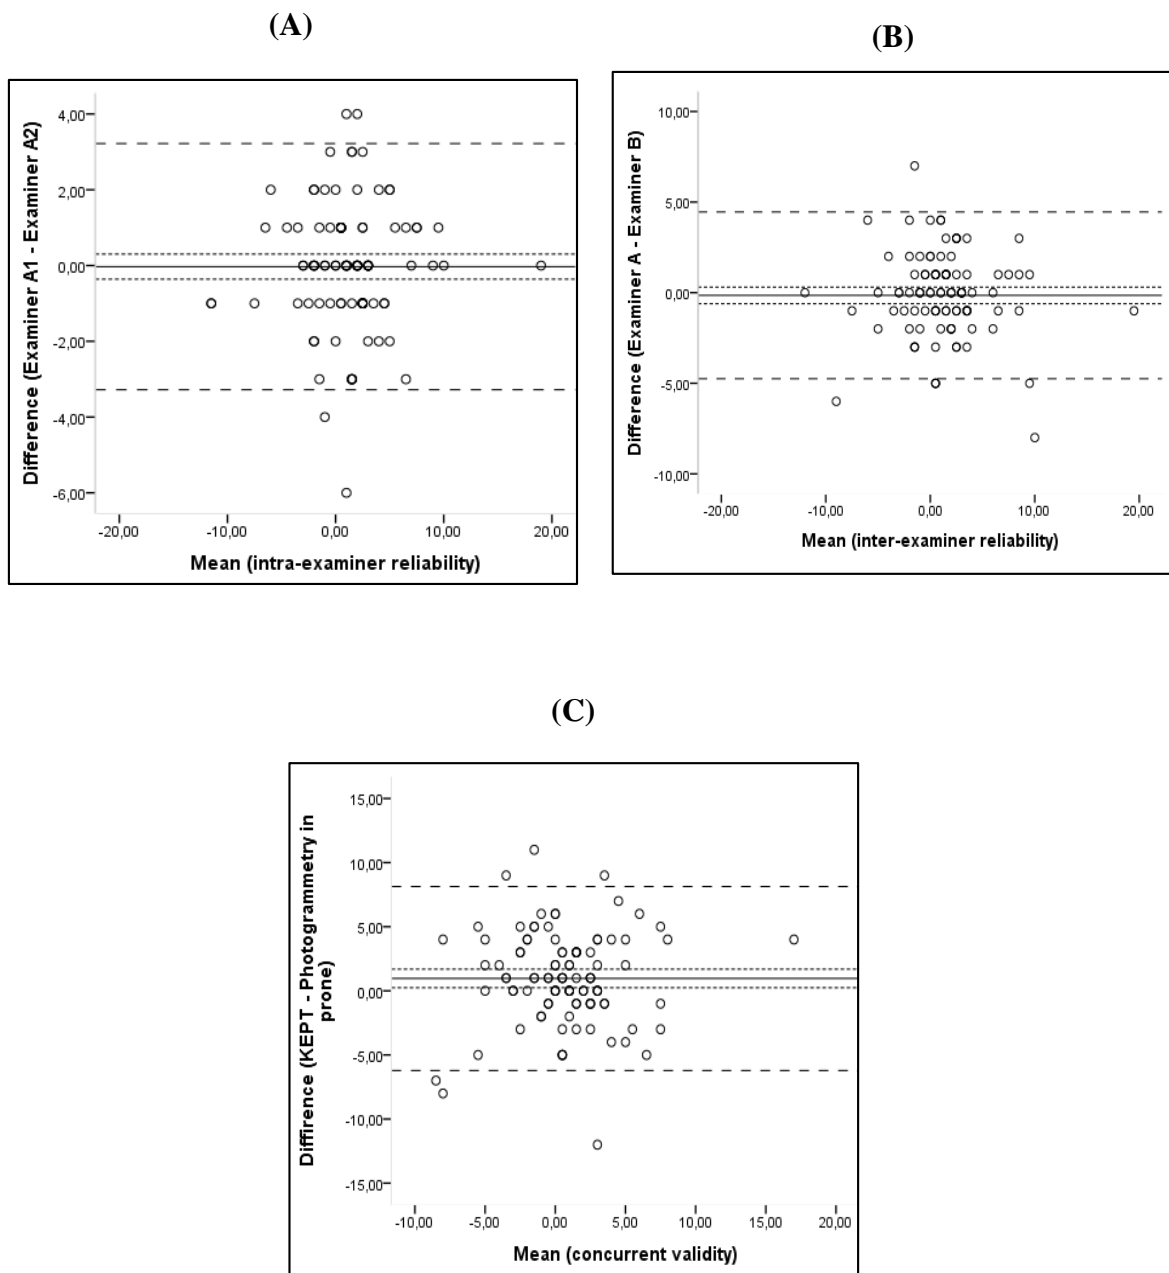 (A)
Difference (Examiner A1 - Examiner A2)
4,00
2,00
0,00
-2,00
-4,00
-6,00
-20,00 -10,00 0,00 10,00 20,00
Mean (intra-examiner reliability)
(B)
Difference (Examiner A - Examiner B)
10,00
5,00
0,00
-5,00
-10,00
-20,00 -10,00 0,00 10,00 20,00
Mean (inter-examiner reliability)
(C)
Diffirence (KEPT - Photogrammetry in
prone)
15,00
10,00
5,00
0,00
-5,00
-10,00
-15,00
-10,00 -5,00 0,00 5,00 10,00 15,00 20,00
Mean (concurrent validity)